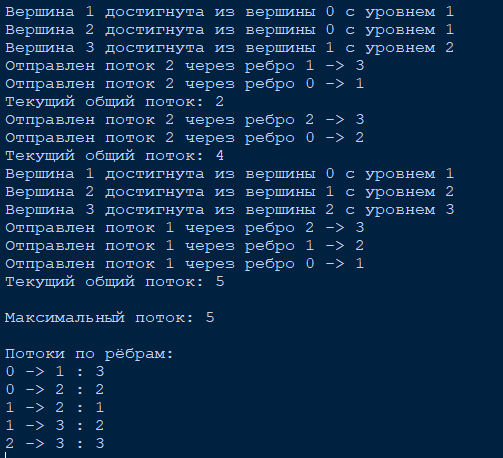 Вершина 1 достигнута из вершины 0 с уровнем 1
Вершина 2 достигнута из вершины 0 с уровнем 1
Вершина 3 достигнута из вершины 1 с уровнем 2
Отправлен поток 2 через ребро 1 -> 3
Отправлен поток 2 через ребро 0 -> 1
Текущий общий поток: 2
Отправлен поток 2 через ребро 2 -> 3
Отправлен поток 2 через ребро 0 -> 2
Текущий общий поток: 4
Вершина 1 достигнута из вершины 0 с уровнем 1
Вершина 2 достигнута из вершины 1 с уровнем 2
Вершина 3 достигнута из вершины 2 с уровнем 3
Отправлен поток 1 через ребро 2 -> 3
Отправлен поток 1 через ребро 1 -> 2
Отправлен поток 1 через ребро 0 -> 1
Текущий общий поток: 5
Максимальный поток: 5
Потоки по рёбрам:
0 -> 1 : 3
0 -> 2 : 2
1 -> 2 : 1
1 -> 3 : 2
2 -> 3 : 3